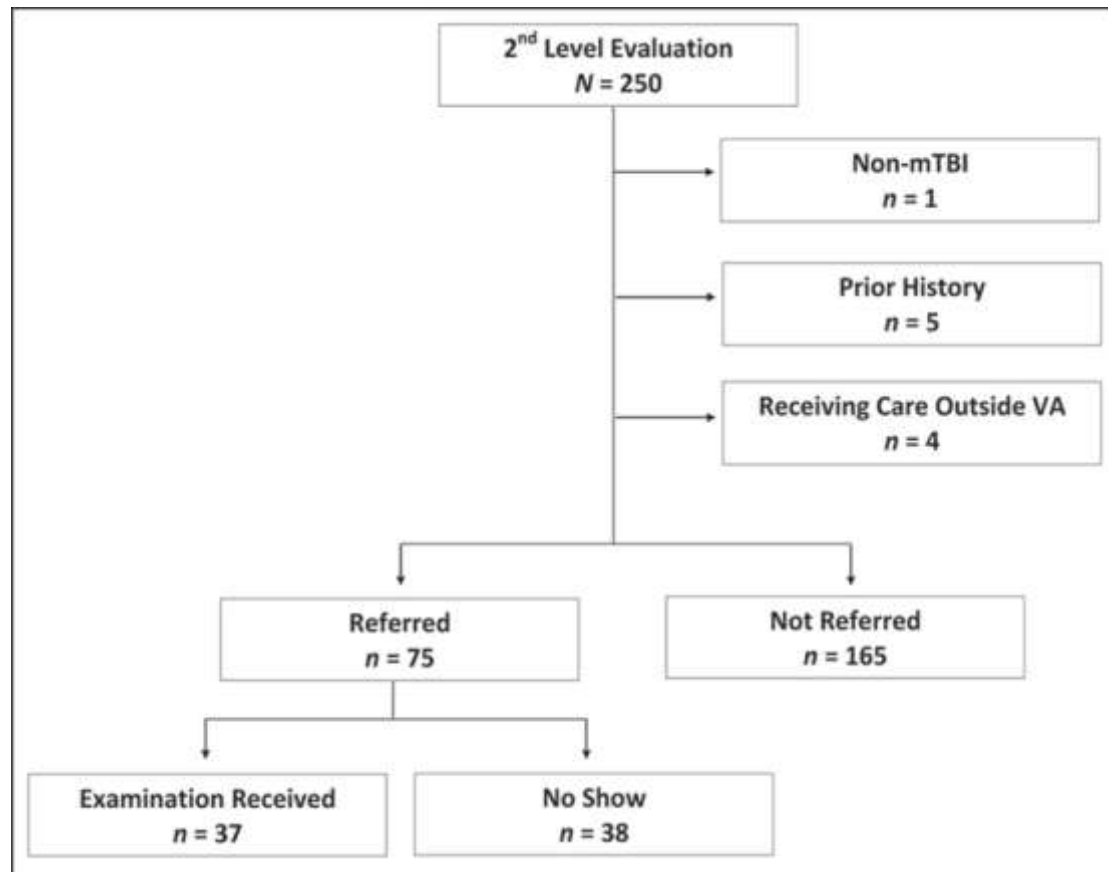 2nd Level Evaluation
N = 250
Non-mTBI
n = 1
Prior History
n = 5
Receiving Care Outside VA
n = 4
Referred
n = 75
Not Referred
n = 165
Examination Received
n = 37
No Show
n = 38